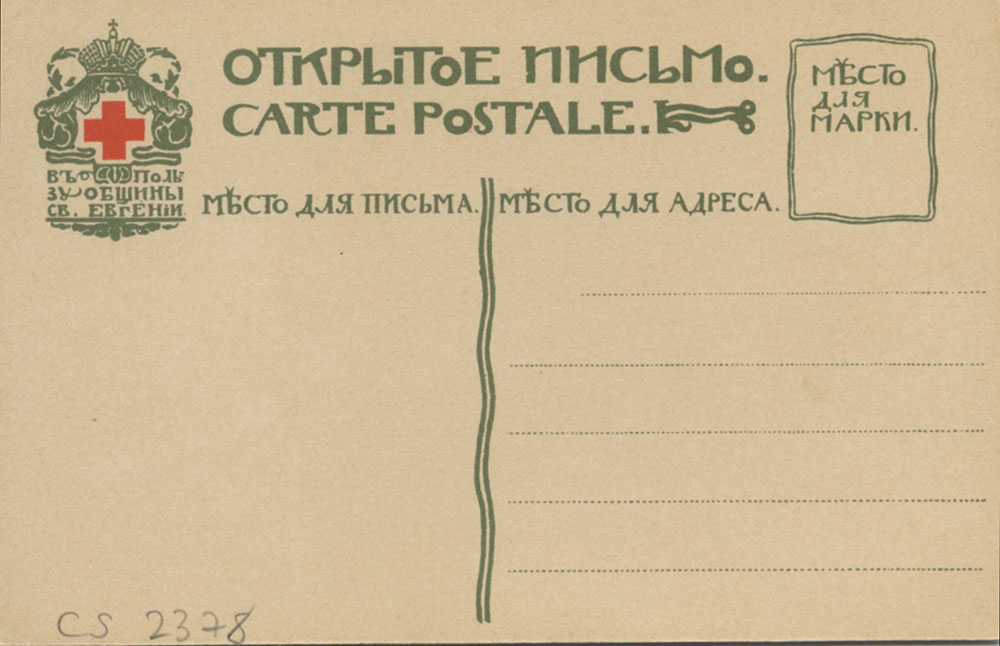 ОТКРЫТОЕ ПИСЬМО.
CARTE POSTALE.
МѢСТО
ДЛЯ
МАРКИ.
ВЪ ПОЛЬ
ЗУ ОБЩИНЫ
СВ. ЕВГЕНІИ.
МѢСТО ДЛЯ ПИСЬМА.
МѢСТО ДЛЯ АДРЕСА.
CS 2378